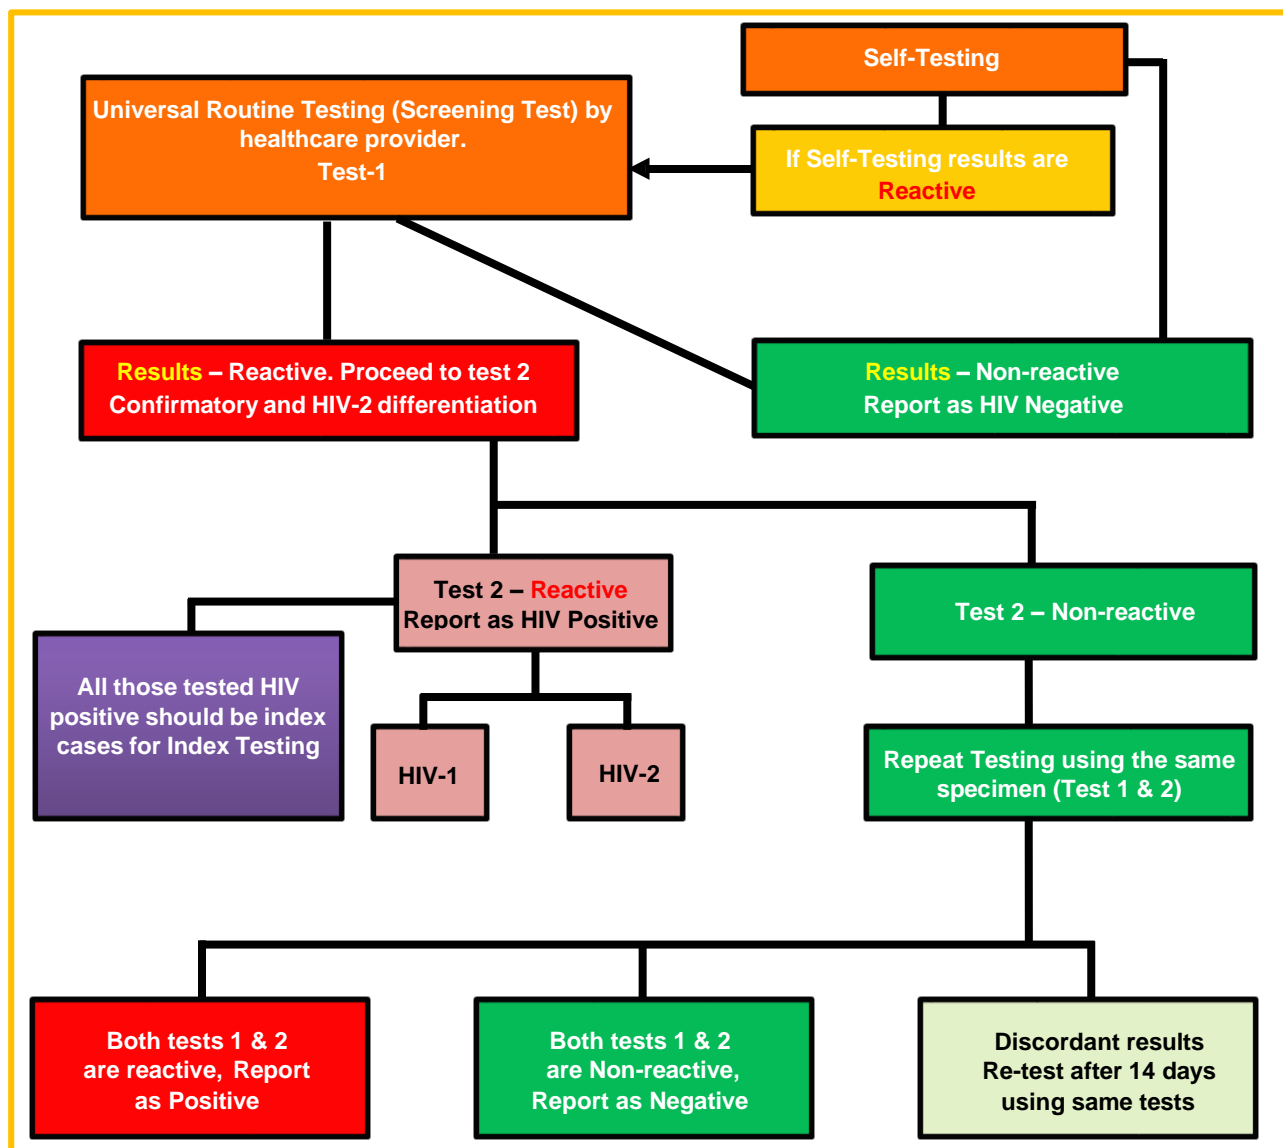 Self-Testing
Universal Routine Testing (Screening Test) by
healthcare provider.
Test-1
If Self-Testing results are
Reactive
Results – Reactive. Proceed to test 2
Confirmatory and HIV-2 differentiation
Results – Non-reactive
Report as HIV Negative
Test 2 – Reactive
Report as HIV Positive
Test 2 – Non-reactive
All those tested HIV
positive should be index
cases for Index Testing
HIV-1
HIV-2
Repeat Testing using the same
specimen (Test 1 & 2)
Both tests 1 & 2
are reactive, Report
as Positive
Both tests 1 & 2
are Non-reactive,
Report as Negative
Discordant results
Re-test after 14 days
using same tests